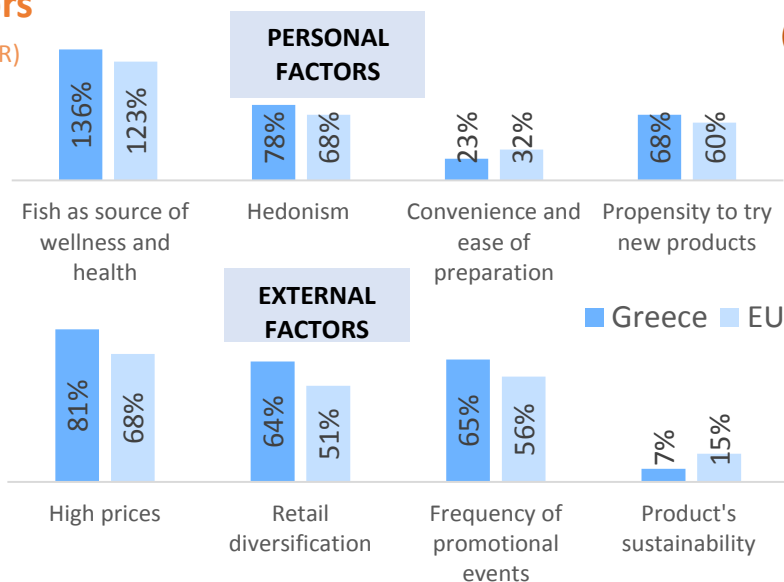 rs
R)
PERSONAL
FACTORS
136%
123%
78%
68%
23%
32%
68%
60%
Fish as source of
wellness and
health
Hedonism
Convenience and
ease of
preparation
Propensity to try
new products
EXTERNAL
FACTORS
Greece
EU
81%
68%
64%
51%
65%
56%
7%
15%
High prices
Retail
diversification
Frequency of
promotional
events
Product's
sustainability